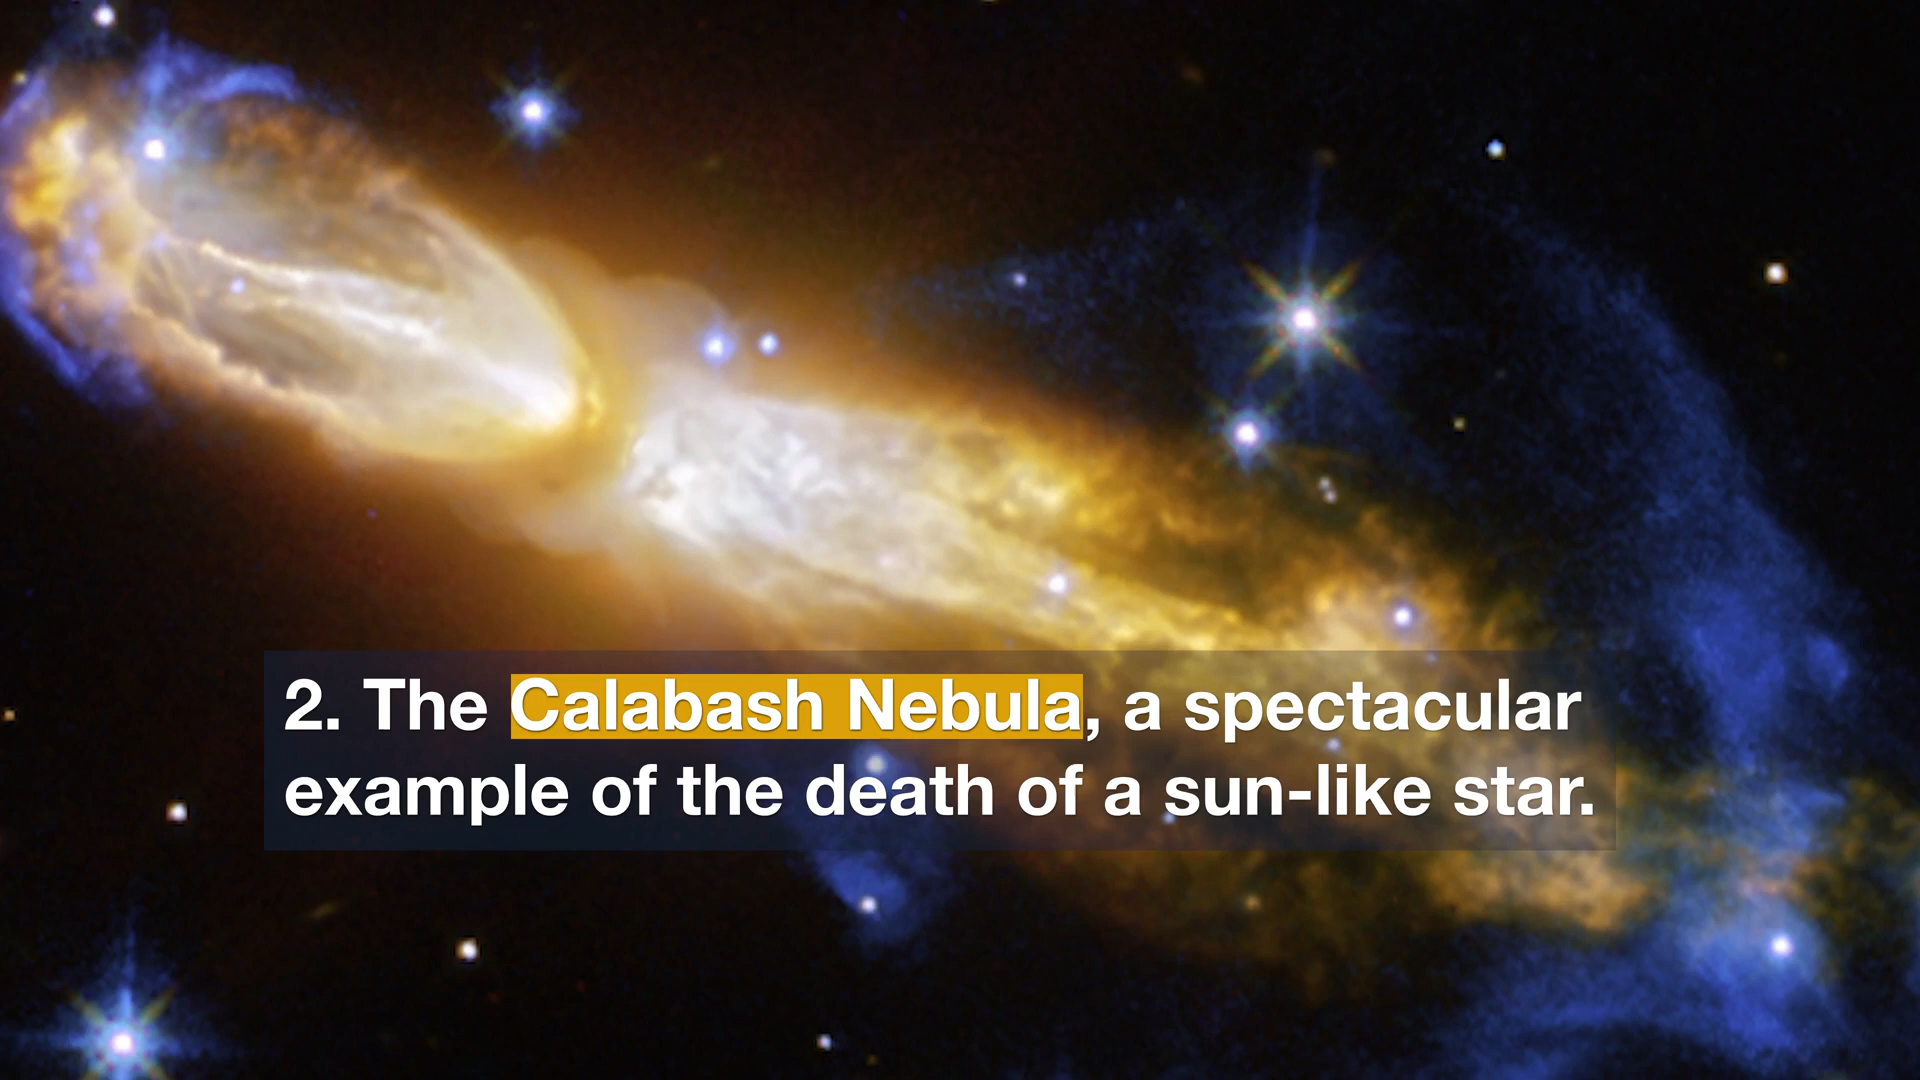 2. The Calabash Nebula, a spectacular
example of the death of a sun-like star.